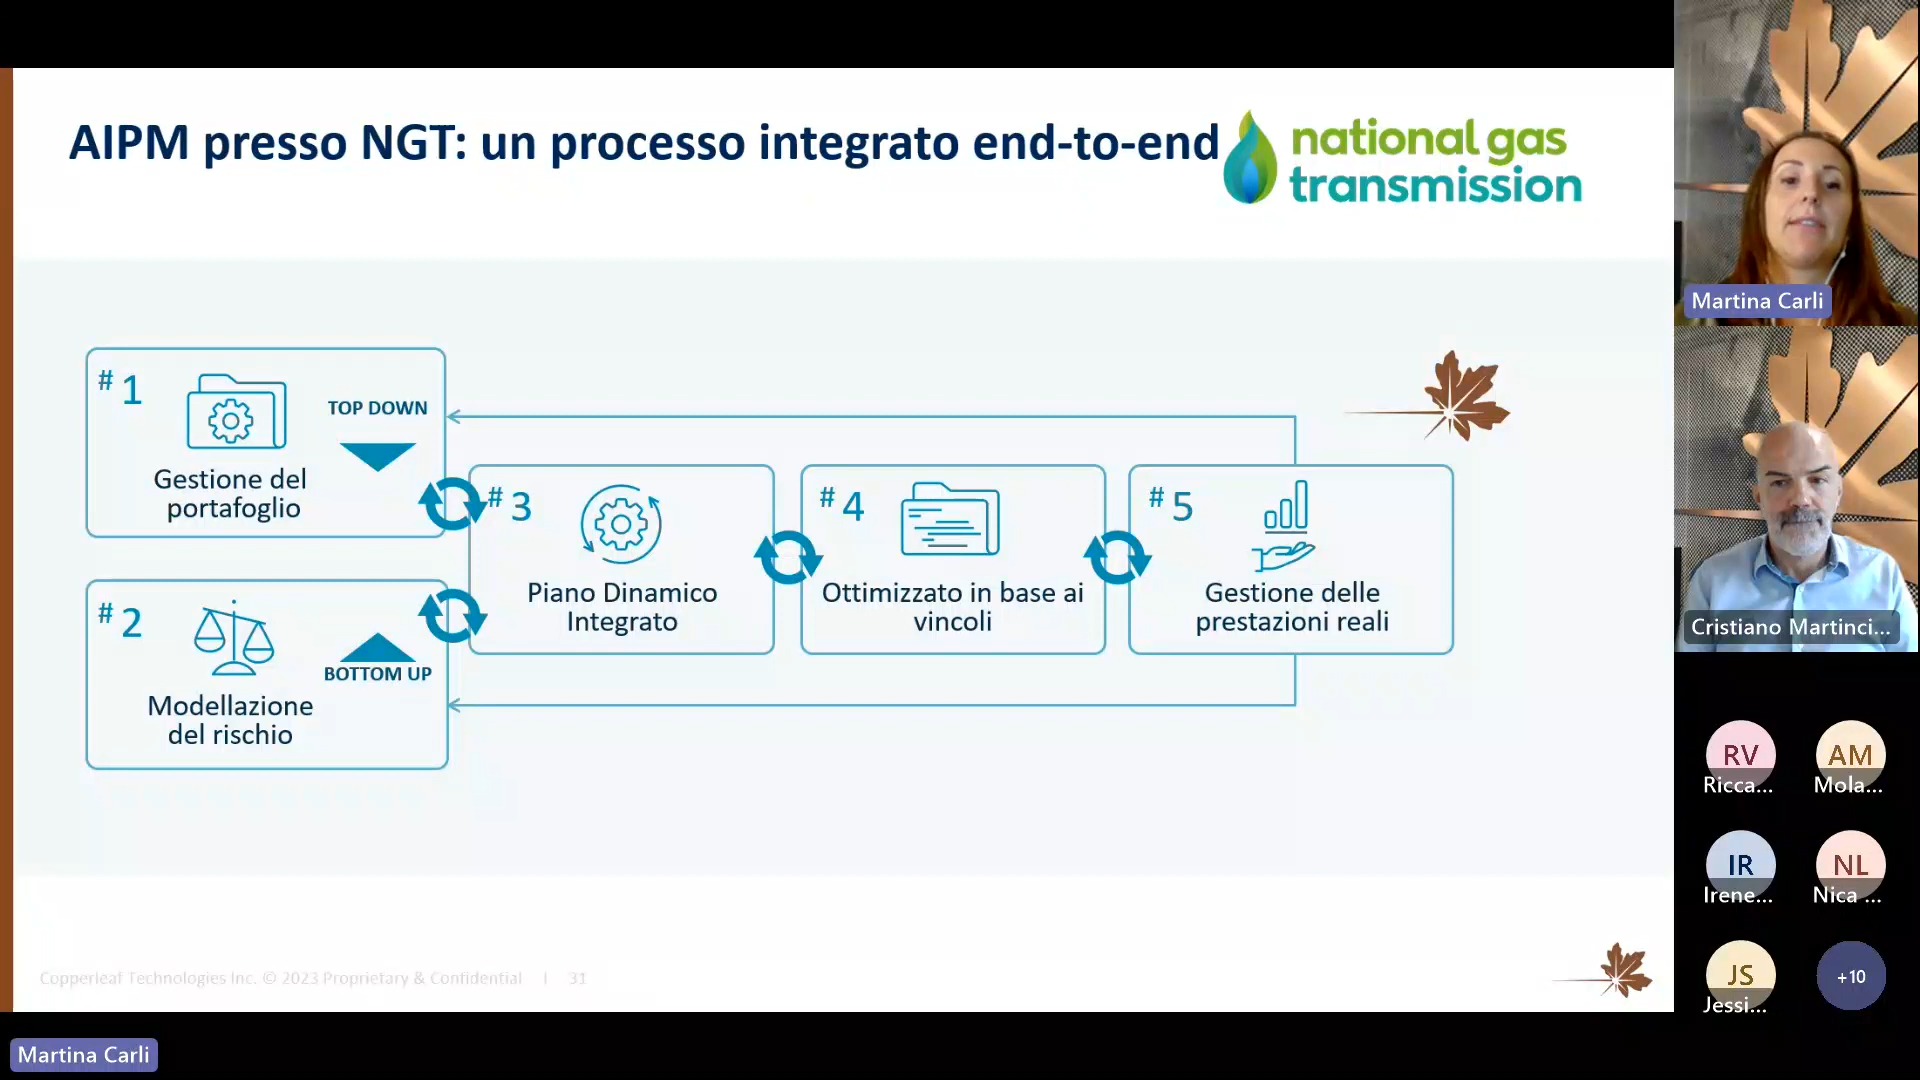 AIPM presso NGT: un processo integrato end-to-end
national gas
transmission
# 1
TOP DOWN
Gestione del
portafoglio
# 2
BOTTOM UP
Modellazione
del rischio
# 3
Piano Dinamico
Integrato
# 4
Ottimizzato in base ai
vincoli
# 5
Gestione delle
prestazioni reali
Copperleaf Technologies Inc. © 2023 Proprietary & Confidential | 31
Martina Carli
Cristiano Martinci...
RV
Ricca...
AM
Mola...
IR
Irene...
NL
Nica ...
JS
Jessi...
+10
Martina Carli